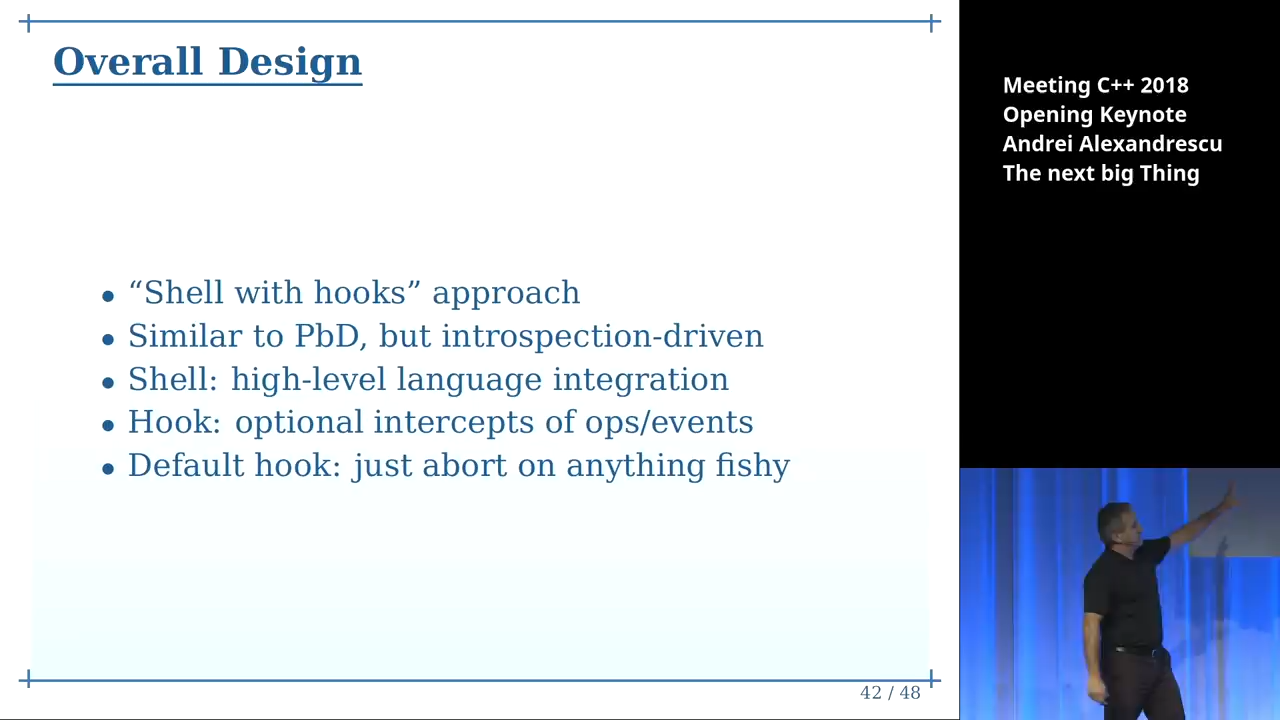 Overall Design
• “Shell with hooks” approach
• Similar to PbD, but introspection-driven
• Shell: high-level language integration
• Hook: optional intercepts of ops/events
• Default hook: just abort on anything fishy
42 / 48
Meeting C++ 2018
Opening Keynote
Andrei Alexandrescu
The next big Thing